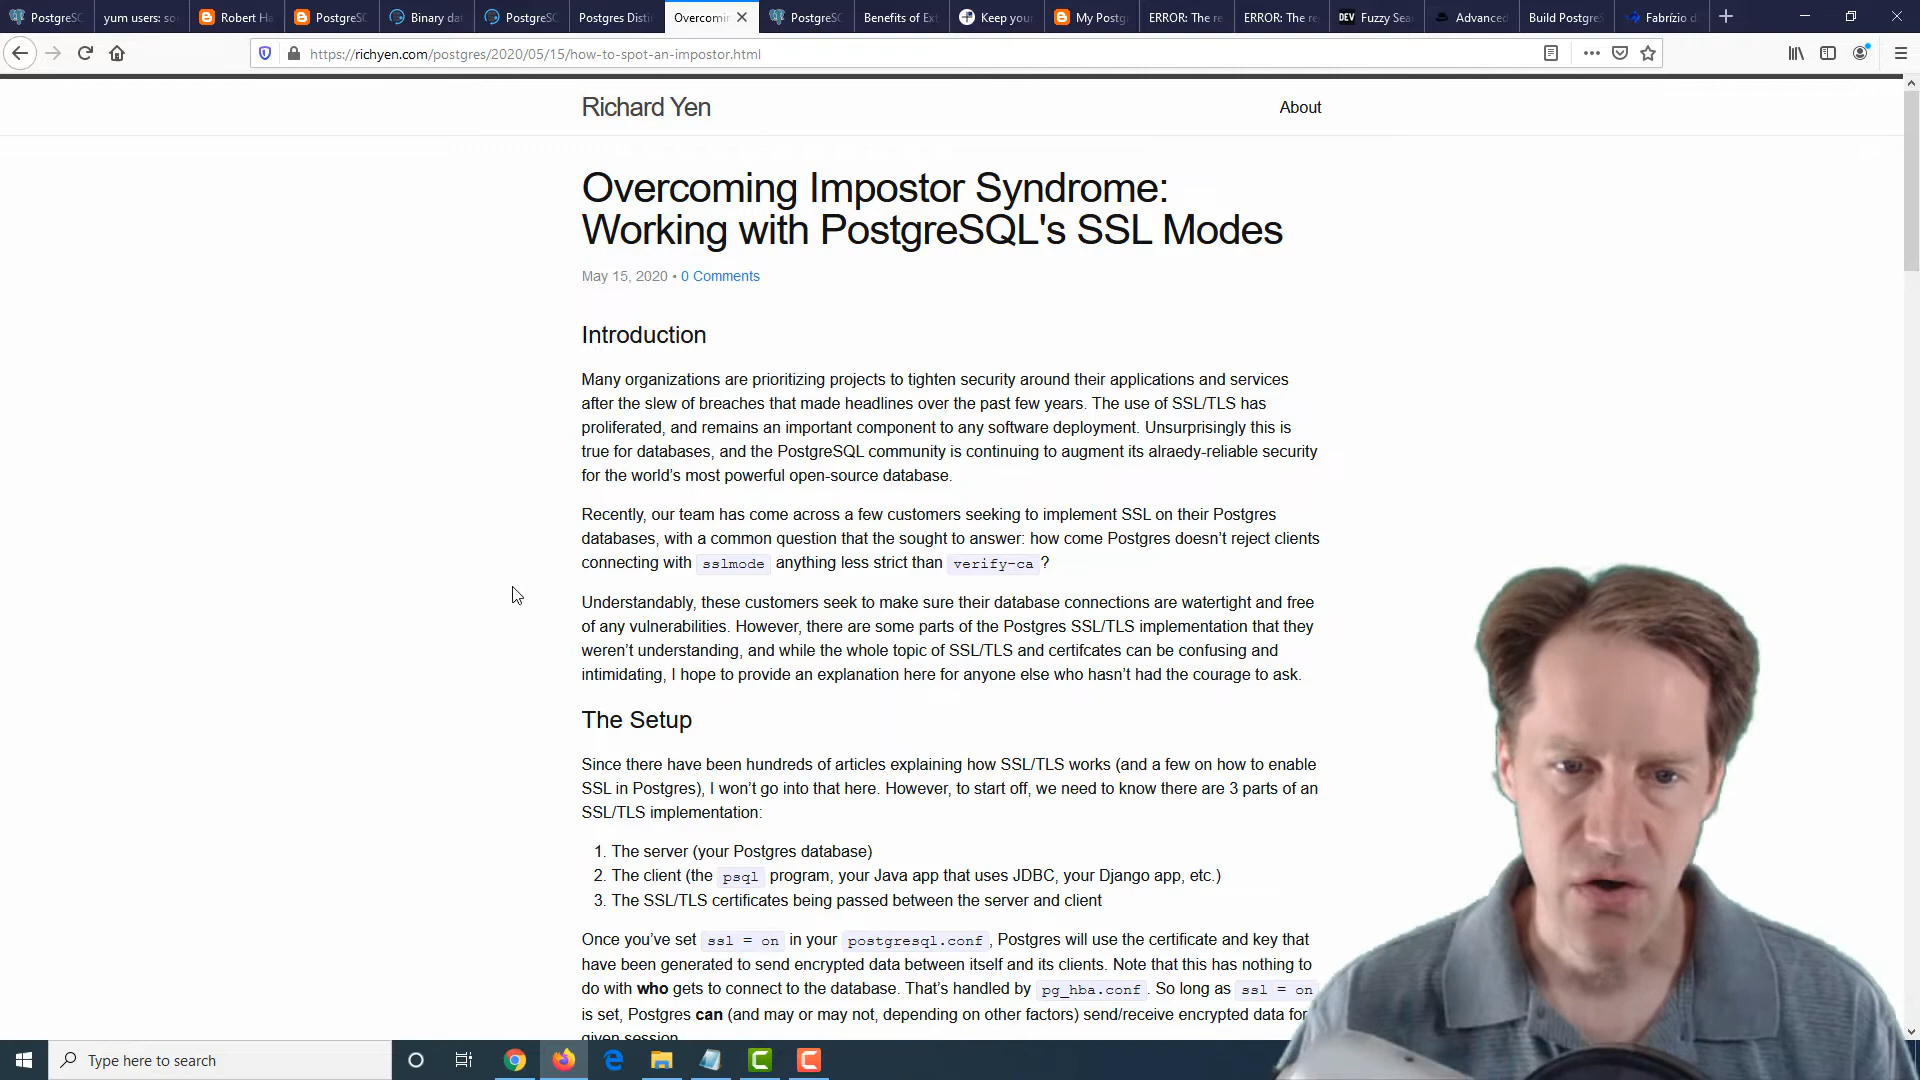 PostgreS
yum users: so
Robert Ha
PostgreSC
Binary da
PostgreSC
Postgres Disti
Overcomin
PostgreSC
Benefits of Ex
Keep you
My Postg
ERROR: The re
ERROR: The re
DEV Fuzzy Sea
Advanced
Build PostgreS
Fabrízio d
https://richyen.com/postgres/2020/05/15/how-to-spot-an-impostor.html
Richard Yen
About
Overcoming Impostor Syndrome:
Working with PostgreSQL's SSL Modes
May 15, 2020 • 0 Comments
Introduction
Many organizations are prioritizing projects to tighten security around their applications and services
after the slew of breaches that made headlines over the past few years. The use of SSL/TLS has
proliferated, and remains an important component to any software deployment. Unsurprisingly this is
true for databases, and the PostgreSQL community is continuing to augment its alraedy-reliable security
for the world's most powerful open-source database.
Recently, our team has come across a few customers seeking to implement SSL on their Postgres
databases, with a common question that the sought to answer: how come Postgres doesn't reject clients
connecting with sslmode anything less strict than verify-ca ?
Understandably, these customers seek to make sure their database connections are watertight and free
of any vulnerabilities. However, there are some parts of the Postgres SSL/TLS implementation that they
weren't understanding, and while the whole topic of SSL/TLS and certifcates can be confusing and
intimidating, I hope to provide an explanation here for anyone else who hasn't had the courage to ask.
The Setup
Since there have been hundreds of articles explaining how SSL/TLS works (and a few on how to enable
SSL in Postgres), I won't go into that here. However, to start off, we need to know there are 3 parts of an
SSL/TLS implementation:
1. The server (your Postgres database)
2. The client (the psql program, your Java app that uses JDBC, your Django app, etc.)
3. The SSL/TLS certificates being passed between the server and client
Once you've set ssl = on in your postgresql.conf , Postgres will use the certificate and key that
have been generated to send encrypted data between itself and its clients. Note that this has nothing to
do with who gets to connect to the database. That's handled by pg_hba.conf . So long as ssl = on
is set, Postgres can (and may or may not, depending on other factors) send/receive encrypted data for
given session.
Type here to search